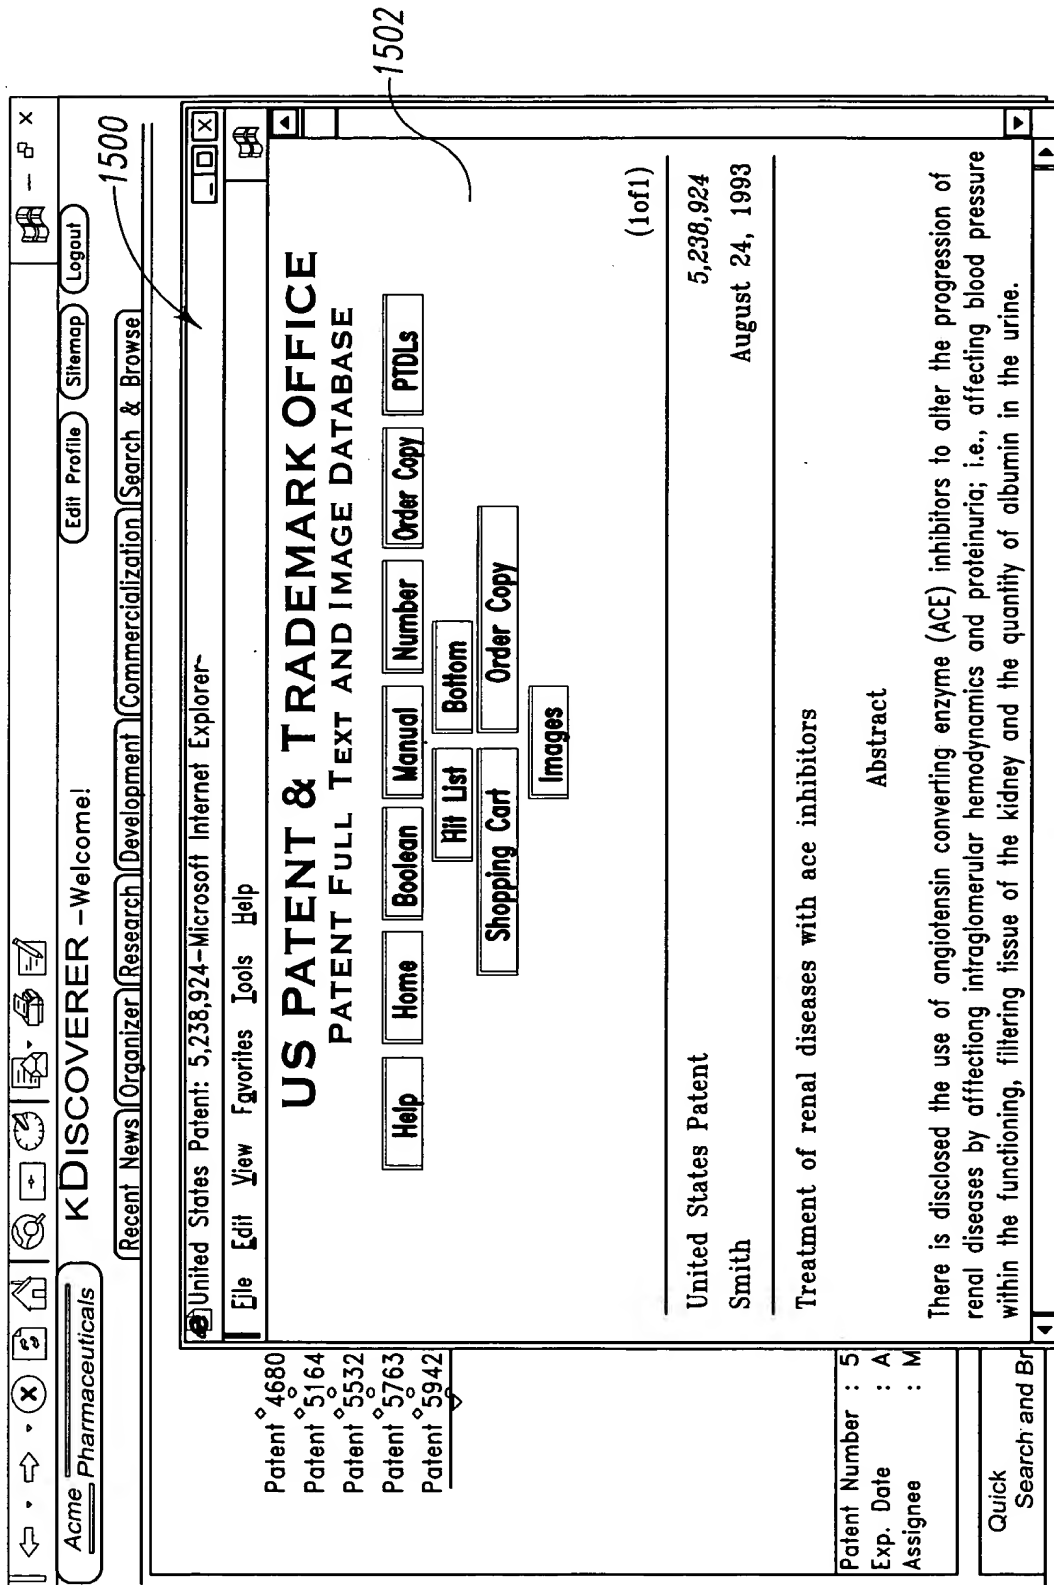 Acme
Pharmaceuticals
KDISCOVERER –Welcome!
Edit Profile Sitemap Logout
Recent News Organizer Research Development Commercialization Search & Browse
1500
United States Patent: 5,238,924–Microsoft Internet Explorer-
File Edit View Favorites Tools Help
US PATENT & TRADEMARK OFFICE
PATENT FULL TEXT AND IMAGE DATABASE
1502
Help Home Boolean Manual Number Order Copy PTDLs
Hit List Bottom
Shopping Cart Order Copy
Images
(1of1)
United States Patent 5,238,924
Smith August 24, 1993
Treatment of renal diseases with ace inhibitors
Abstract
There is disclosed the use of angiotensin converting enzyme (ACE) inhibitors to alter the progression of
renal diseases by afftectiong intraglomerular hemodynamics and proteinuria; i.e., affecting blood pressure
within the functioning, filtering tissue of the kidney and the quantity of albumin in the urine.
Patent 4680
Patent 5164
Patent 5532
Patent 5763
Patent 5942
Patent Number : 5
Exp. Date : A
Assignee : M
Quick
Search and Br